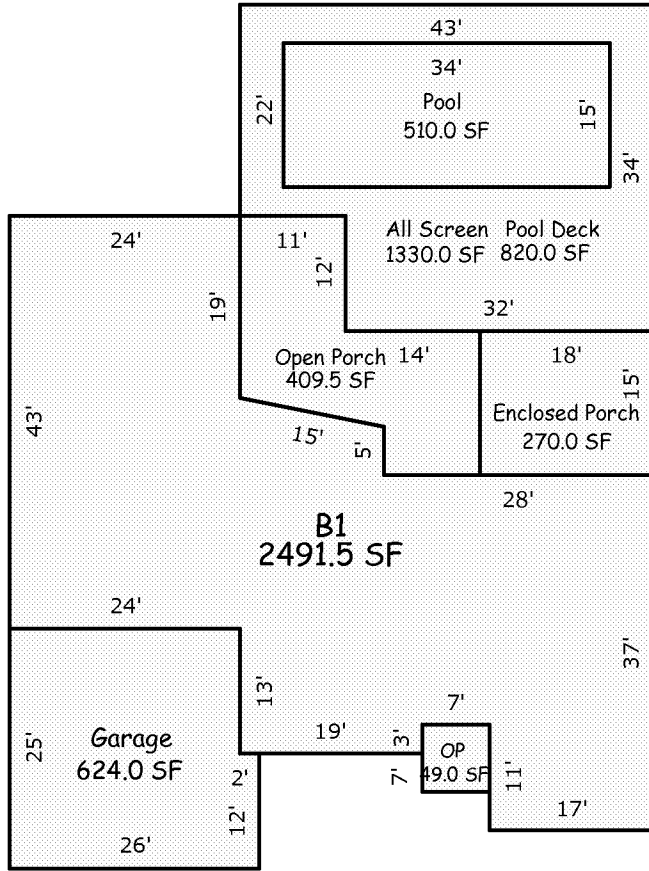 43'
34'
22'
Pool
510.0 SF
15'
34'
24'
11'
All Screen Pool Deck
1330.0 SF 820.0 SF
12'
19'
32'
Open Porch
409.5 SF
14'
18'
15'
Enclosed Porch
270.0 SF
43'
15'
5'
28'
B1
2491.5 SF
24'
37'
13'
7'
19'
3'
Garage
624.0 SF
25'
OP
49.0 SF
2'
7'
11'
12'
17'
26'